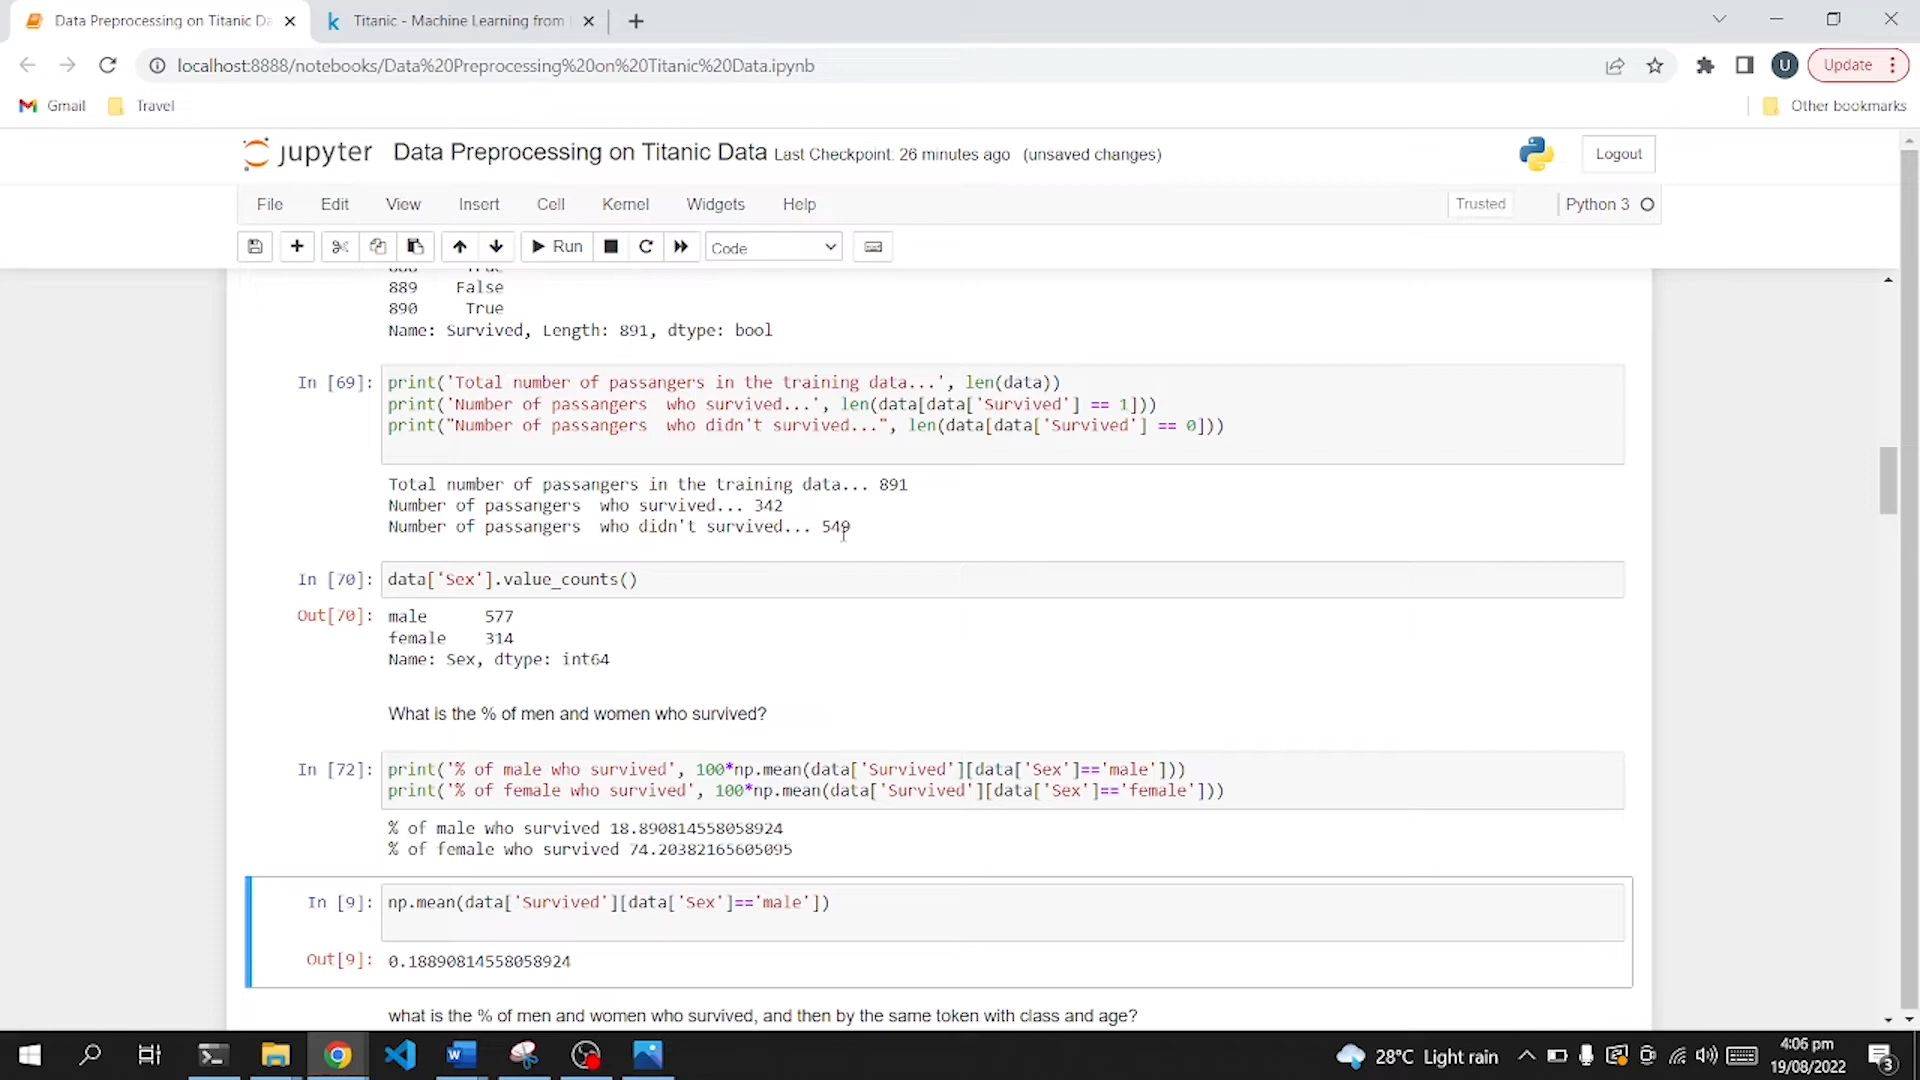 Data Preprocessing on Titanic Da
Titanic - Machine Learning from
localhost:8888/notebooks/Data%20Preprocessing%20on%20Titanic%20Data.ipynb
U
Update
Gmail
Travel
Other bookmarks
jupyter Data Preprocessing on Titanic Data Last Checkpoint: 26 minutes ago (unsaved changes)
Logout
File Edit View Insert Cell Kernel Widgets Help
Trusted
Python 3
Run
Code
889 False
890 True
Name: Survived, Length: 891, dtype: bool
In [69]: print('Total number of passangers in the training data...', len(data))
print('Number of passangers  who survived...', len(data[data['Survived'] == 1]))
print("Number of passangers  who didn't survived...", len(data[data['Survived'] == 0]))
Total number of passangers in the training data... 891
Number of passangers  who survived... 342
Number of passangers  who didn't survived... 549
In [70]: data['Sex'].value_counts()
Out[70]: male 577
female 314
Name: Sex, dtype: int64
What is the % of men and women who survived?
In [72]: print('% of male who survived', 100*np.mean(data['Survived'][data['Sex']=='male']))
print('% of female who survived', 100*np.mean(data['Survived'][data['Sex']=='female']))
% of male who survived 18.890814558058924
% of female who survived 74.20382165605095
In [9]: np.mean(data['Survived'][data['Sex']=='male'])
Out[9]: 0.18890814558058924
what is the % of men and women who survived, and then by the same token with class and age?
28°C Light rain
4:06 pm
19/08/2022
3